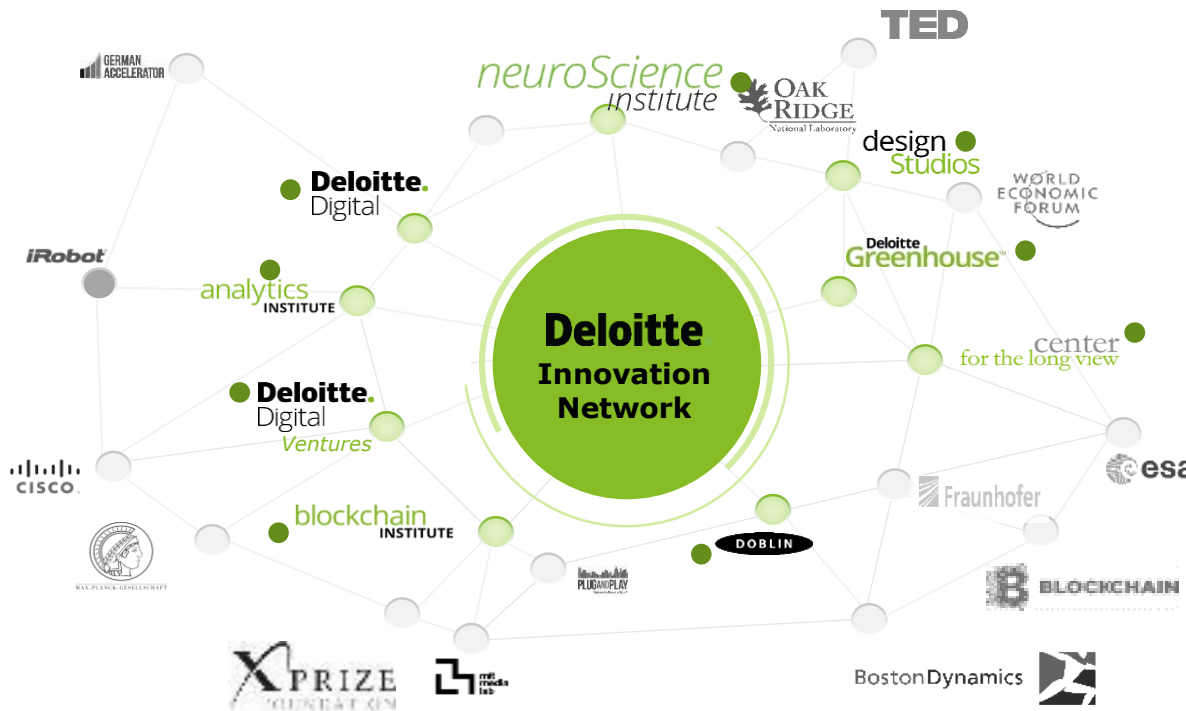 TED
GERMAN
ACCELERATOR
neuroScience
institute
OAK
RIDGE
National Laboratory
design
Studios
WORLD
ECONOMIC
FORUM
Deloitte.
Digital
Deloitte
Greenhouse™
iRobot
analytics
INSTITUTE
Deloitte.
Innovation
Network
center
for the long view
Deloitte.
Digital
Ventures
CISCO
esa
Fraunhofer
blockchain
INSTITUTE
DOBLIN
MAX-PLANCK-GESELLSCHAFT
PLUGANDPLAY
BLOCKCHAIN
XPRIZE
FOUNDATION
mit
media
lab
BostonDynamics